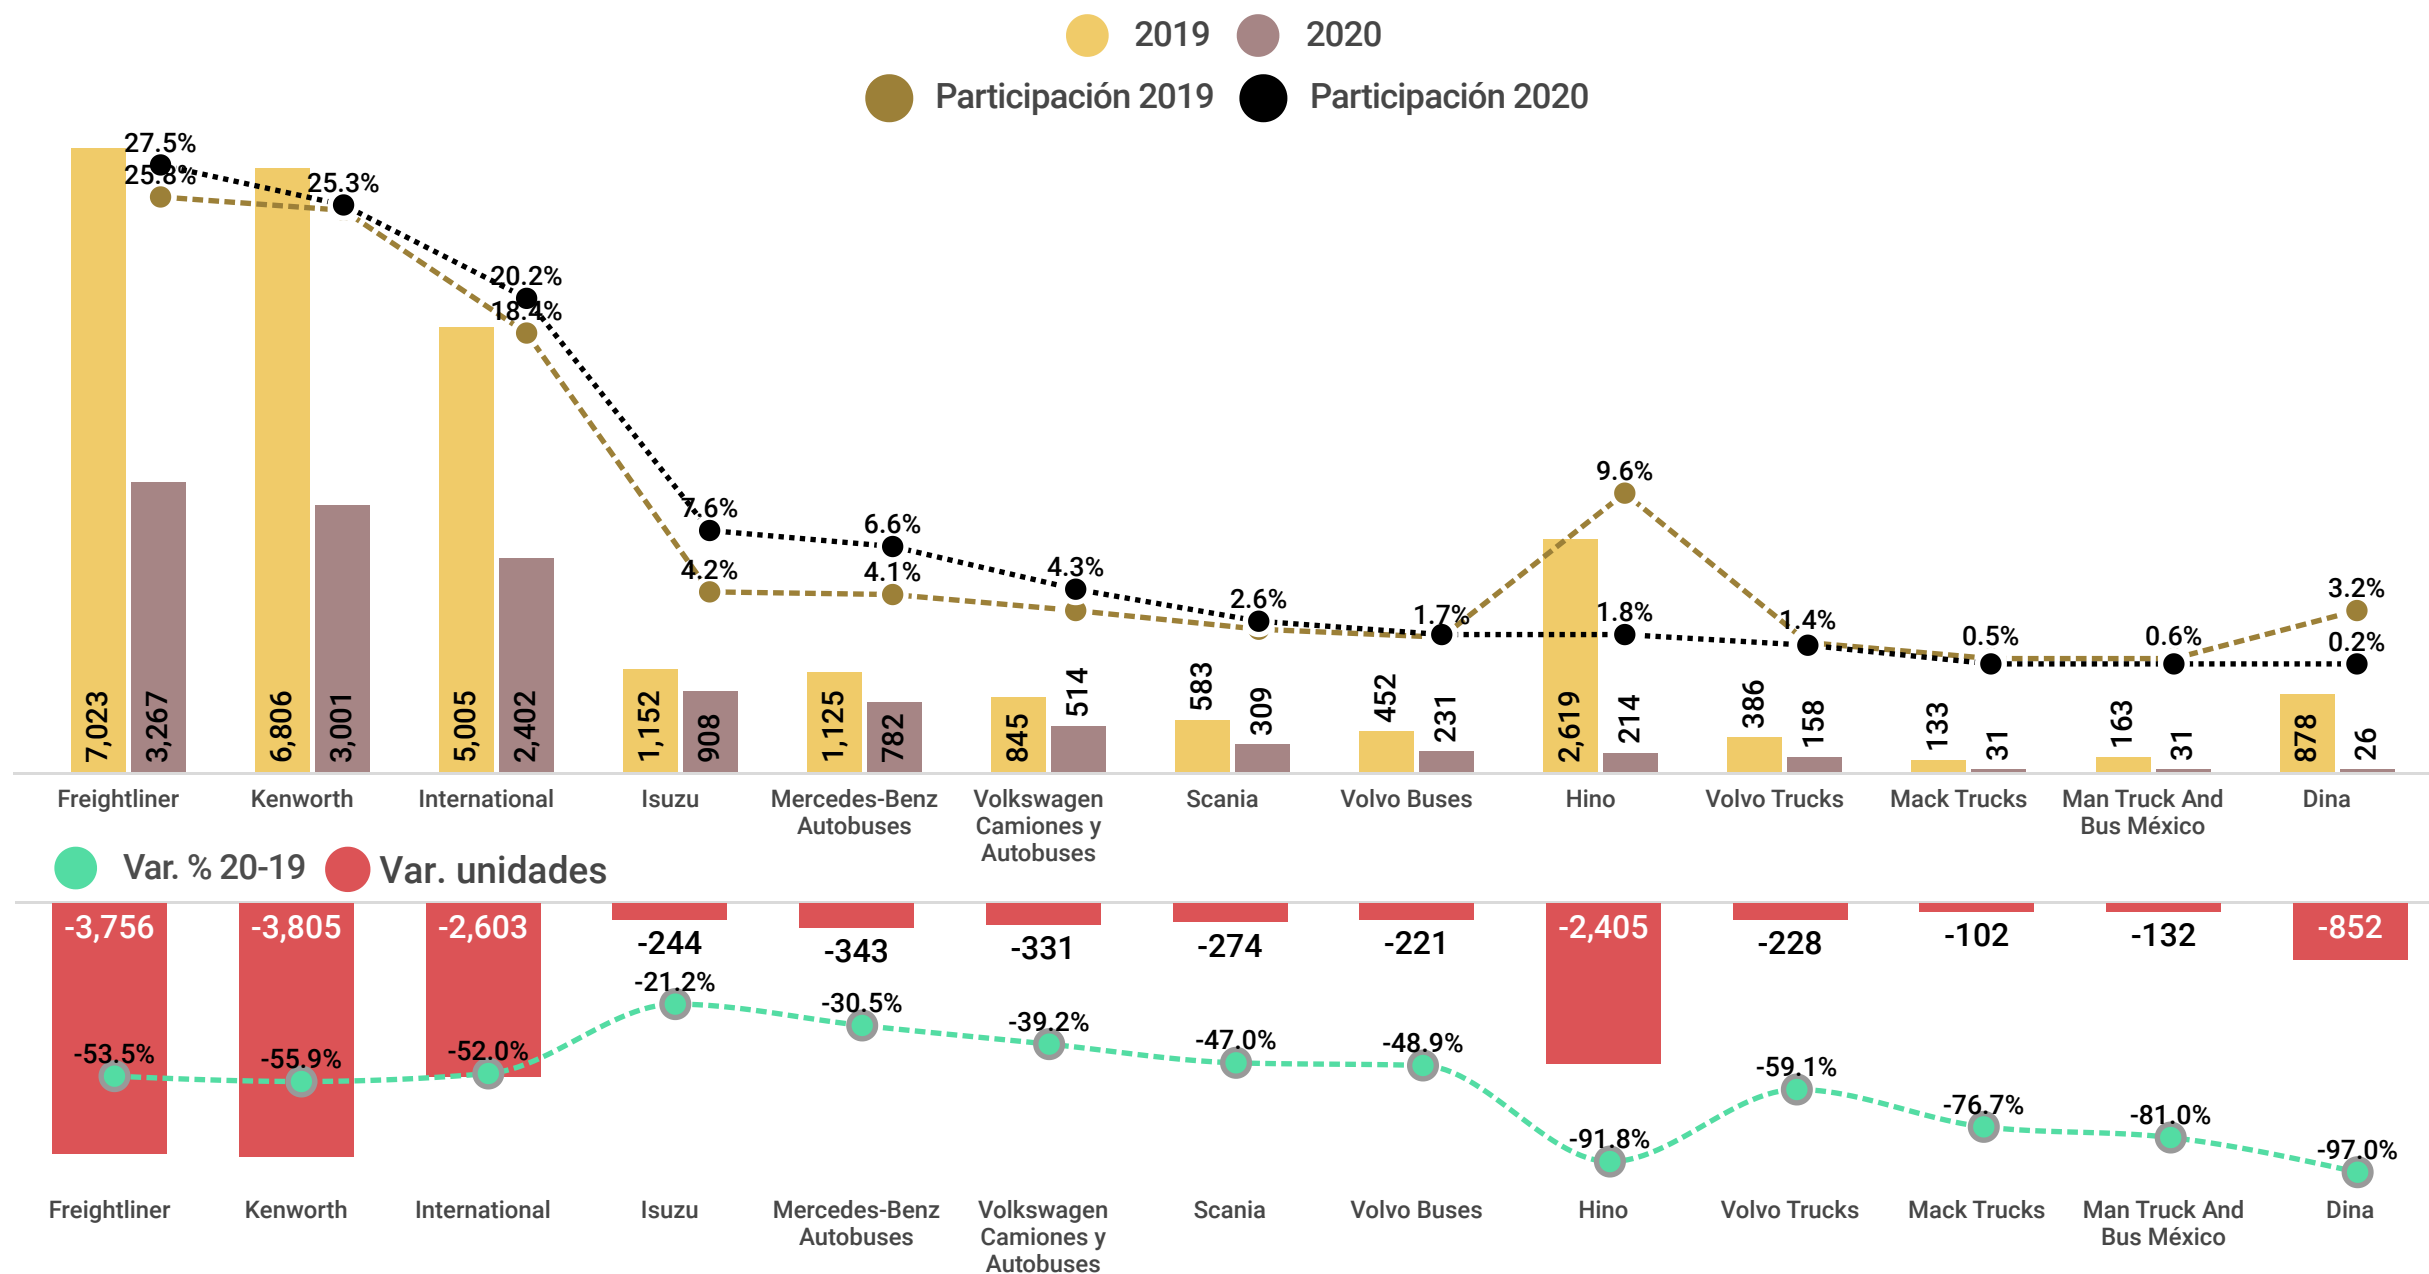 2019 2020
Participación 2019 Participación 2020
27.5% 25.3% 20.2% 7.6% 6.6% 4.3% 2.6% 1.7% 1.8% 1.4% 0.5% 0.6% 0.2%
25.8% 18.4% 4.2% 4.1% 9.6% 3.2%
7,023 3,267 6,806 3,001 5,005 2,402 1,152 908 1,125 782 845 514 583 309 452 231 2,619 214 386 158 133 31 163 31 878 26
Freightliner Kenworth International Isuzu Mercedes-Benz Volkswagen Scania Volvo Buses Hino Volvo Trucks Mack Trucks Man Truck And Dina
Autobuses Camiones y Bus México
Autobuses
Var. % 20-19 Var. unidades
-3,756 -3,805 -2,603 -244 -343 -331 -274 -221 -2,405 -228 -102 -132 -852
-53.5% -55.9% -52.0% -21.2% -30.5% -39.2% -47.0% -48.9% -91.8% -59.1% -76.7% -81.0% -97.0%
Freightliner Kenworth International Isuzu Mercedes-Benz Volkswagen Scania Volvo Buses Hino Volvo Trucks Mack Trucks Man Truck And Dina
Autobuses Camiones y Bus México
Autobuses